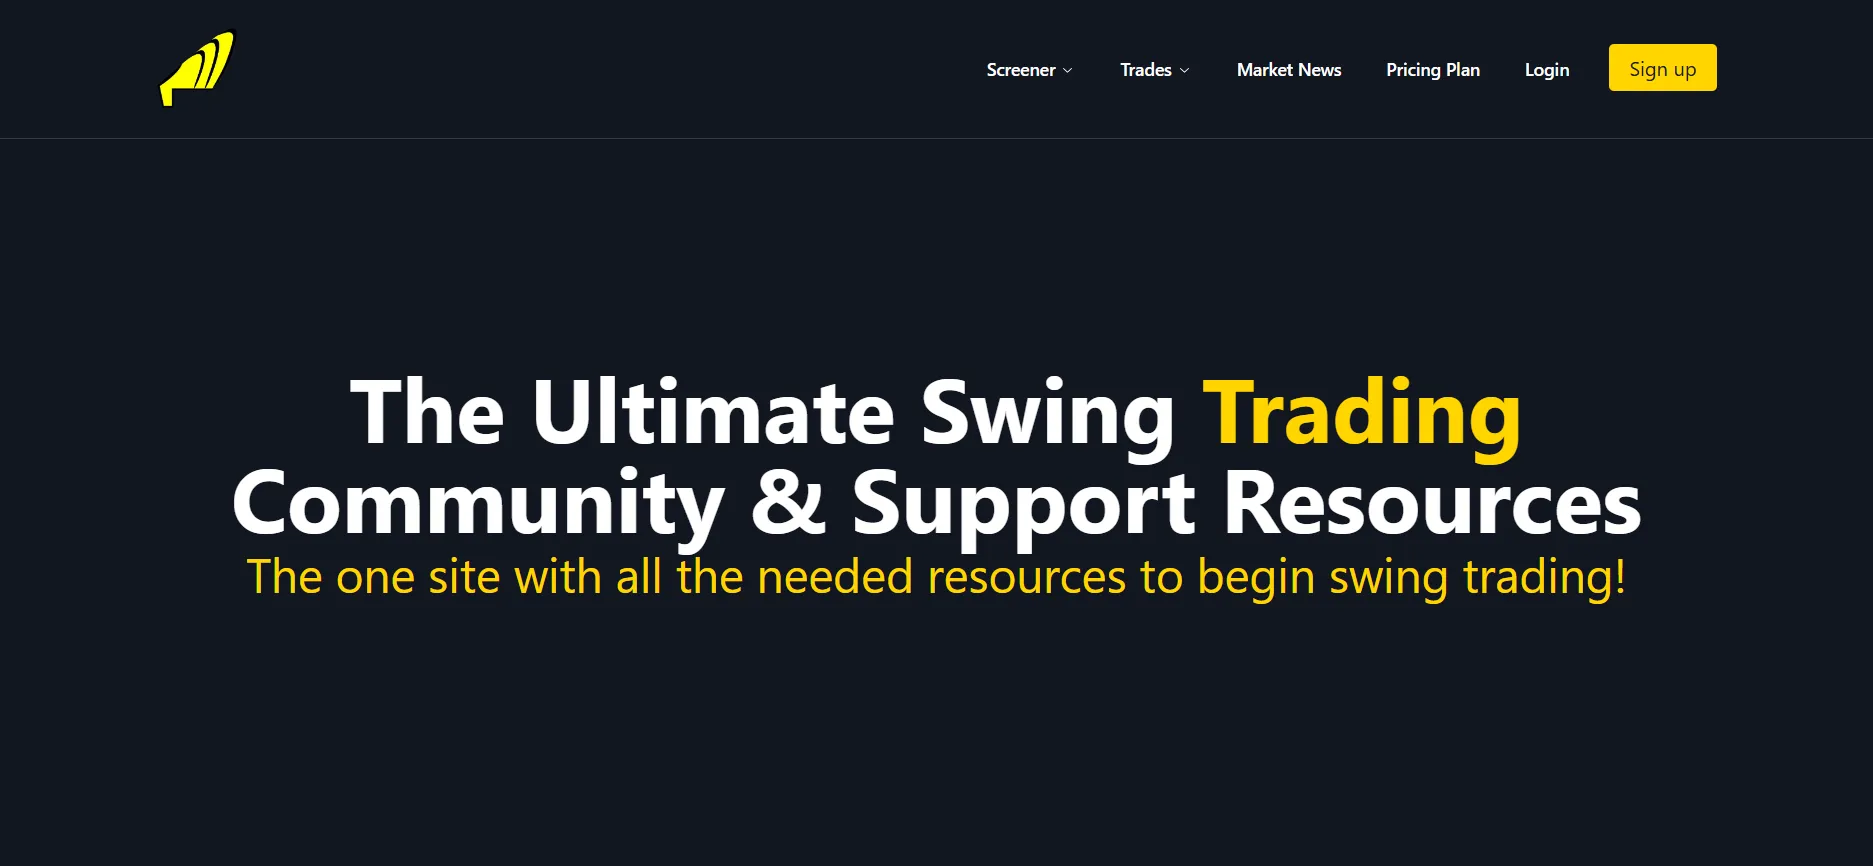 Screener Trades Market News Pricing Plan Login Sign up
The Ultimate Swing Trading
Community & Support Resources
The one site with all the needed resources to begin swing trading!